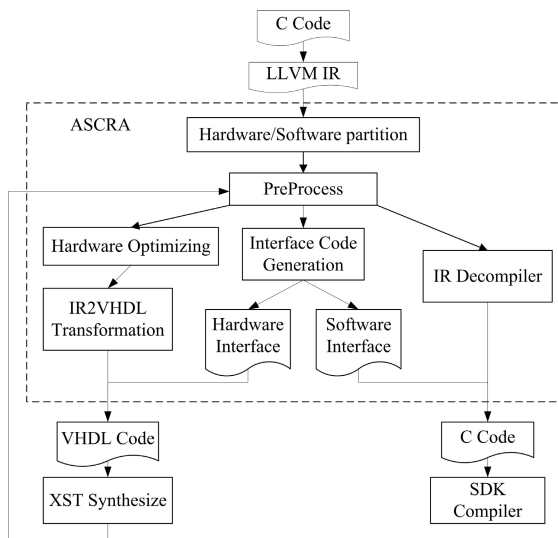 C Code
LLVM IR
ASCRA
Hardware/Software partition
PreProcess
Hardware Optimizing
Interface Code
Generation
IR Decompiler
IR2VHDL
Transformation
Hardware
Interface
Software
Interface
VHDL Code
C Code
XST Synthesize
SDK
Compiler